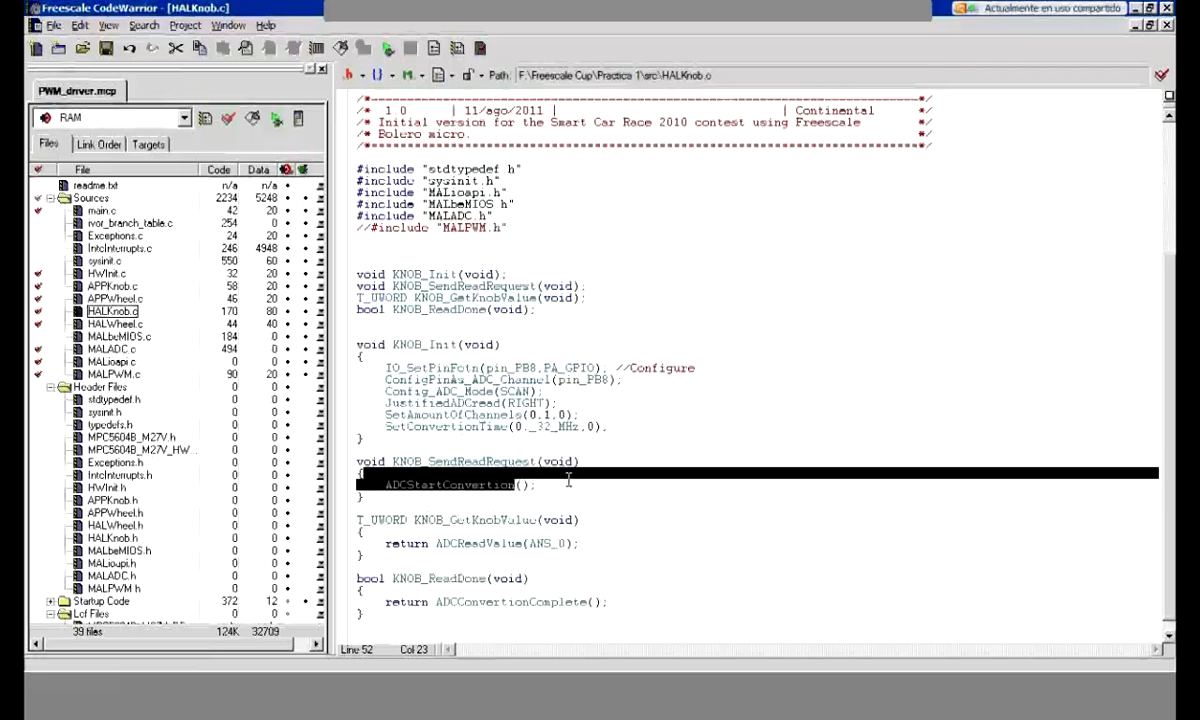 Freescale CodeWarrior - [HALKnob.c]
Actualmente en uso compartido
File Edit View Search Project Window Help
Path: F:\Freescale Cup\Practica 1\src\HALKnob.c
PWM_driver.mcp
RAM
Files Link Order Targets
File Code Data
readme.txt n/a n/a
Sources 2234 5248
main.c 42 20
ivor_branch_table.c 254 0
Exceptions.c 24 20
IntcInterrupts.c 246 4948
sysinit.c 550 60
HWInit.c 32 20
APPKnob.c 58 20
APPWheel.c 46 20
HALKnob.c 170 80
HALWheel.c 44 40
MALbeMIOS.c 184 0
MALADC.c 494 0
MALioapi.c 0 0
MALPWM.c 90 20
Header Files 0 0
stdtypedef.h 0 0
sysinit.h 0 0
typedefs.h 0 0
MPC5604B_M27V.h 0 0
MPC5604B_M27V_HW... 0 0
Exceptions.h 0 0
IntcInterrupts.h 0 0
HWInit.h 0 0
APPKnob.h 0 0
APPWheel.h 0 0
HALWheel.h 0 0
HALKnob.h 0 0
MALbeMIOS.h 0 0
MALioapi.h 0 0
MALADC.h 0 0
MALPWM.h 0 0
Startup Code 372 12
Lcf Files 0 0
39 files 124K 32709
/*---------------------------------------------------------------------------*/
/* 1.0 | 11/ago/2011 | | Continental
/* Initial version for the Smart Car Race 2010 contest using Freescale */
/* Bolero micro. */
/*===========================================================================*/
#include "stdtypedef.h"
#include "sysinit.h"
#include "MALioapi.h"
#include "MALbeMIOS.h"
#include "MALADC.h"
//#include "MALPWM.h"
void KNOB_Init(void);
void KNOB_SendReadRequest(void);
T_UWORD KNOB_GetKnobValue(void);
bool KNOB_ReadDone(void);
void KNOB_Init(void)
{
IO_SetPinFctn(pin_PB8,PA_GPIO); //Configure
ConfigPinAs_ADC_Channel(pin_PB8);
Config_ADC_Mode(SCAN);
JustifiedADCread(RIGHT);
SetAmountOfChannels(0,1,0);
SetConvertionTime(0,_32_MHz,0);
}
void KNOB_SendReadRequest(void)
{
ADCStartConvertion();
}
T_UWORD KNOB_GetKnobValue(void)
{
return ADCReadValue(ANS_0);
}
bool KNOB_ReadDone(void)
{
return ADCConvertionComplete();
}
Line 52 Col 23